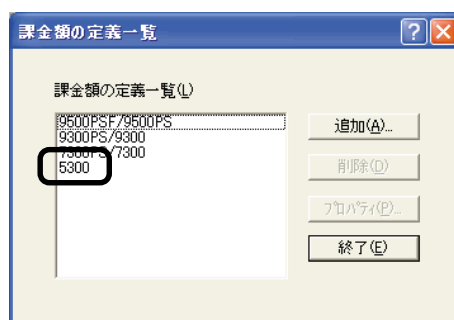 課金額の定義一覧
課金額の定義一覧(L)
9500PSF/9500PS
9300PS/9300
7300PS/7300
5300
追加(A)...
削除(D)
プロパティ(P)...
終了(E)